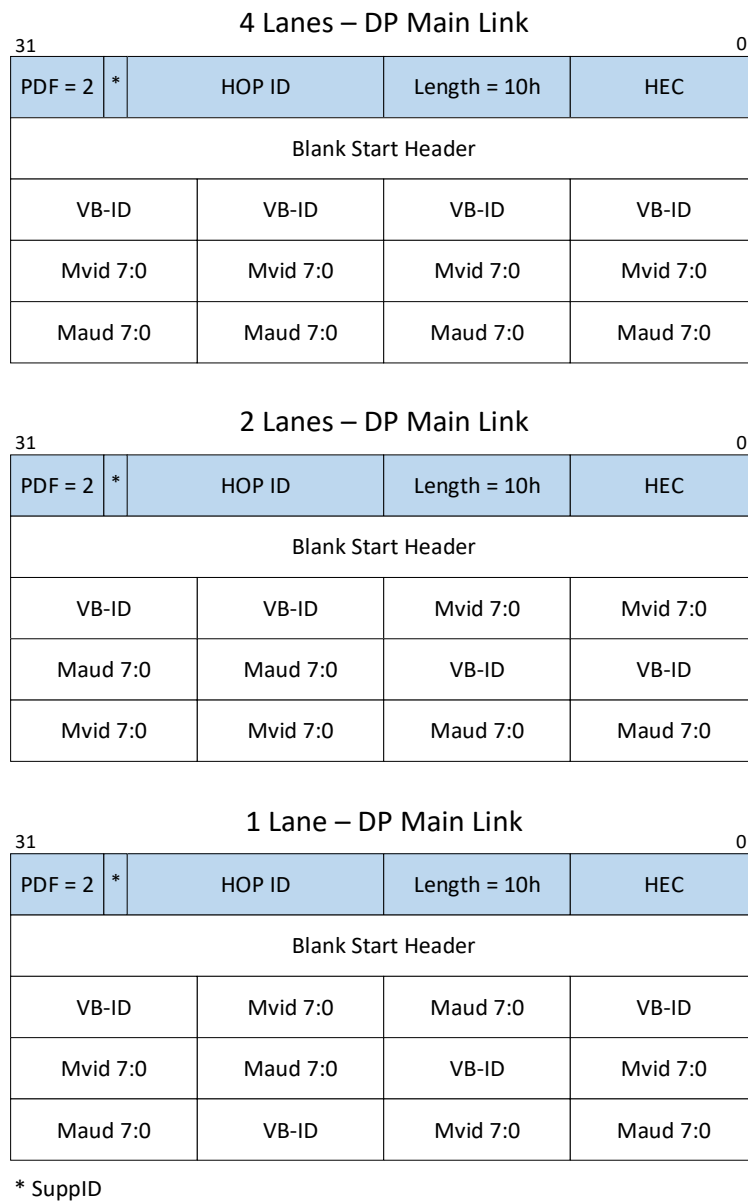 4 Lanes – DP Main Link
31 0
PDF = 2 * HOP ID Length = 10h HEC
Blank Start Header
VB-ID VB-ID VB-ID VB-ID
Mvid 7:0 Mvid 7:0 Mvid 7:0 Mvid 7:0
Maud 7:0 Maud 7:0 Maud 7:0 Maud 7:0
2 Lanes – DP Main Link
31 0
PDF = 2 * HOP ID Length = 10h HEC
Blank Start Header
VB-ID VB-ID Mvid 7:0 Mvid 7:0
Maud 7:0 Maud 7:0 VB-ID VB-ID
Mvid 7:0 Mvid 7:0 Maud 7:0 Maud 7:0
1 Lane – DP Main Link
31 0
PDF = 2 * HOP ID Length = 10h HEC
Blank Start Header
VB-ID Mvid 7:0 Maud 7:0 VB-ID
Mvid 7:0 Maud 7:0 VB-ID Mvid 7:0
Maud 7:0 VB-ID Mvid 7:0 Maud 7:0
* SuppID